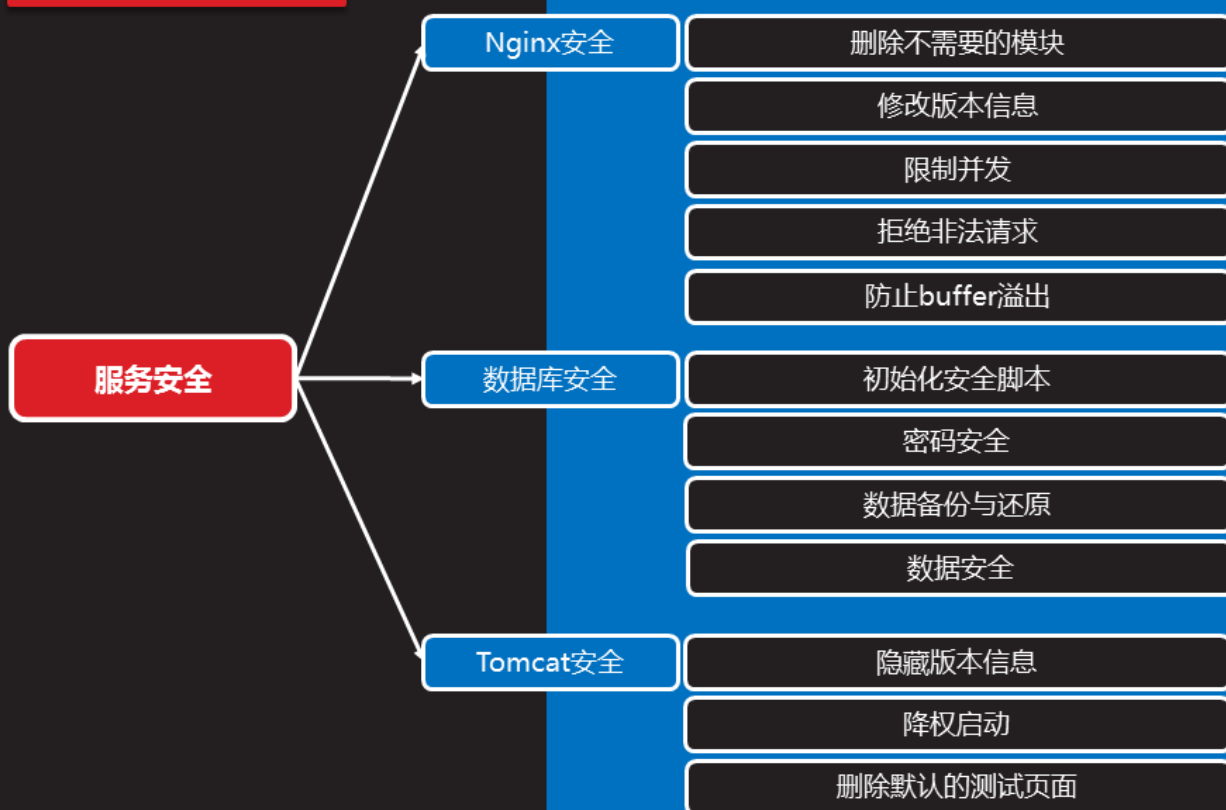 Nginx安全
删除不需要的模块
修改版本信息
限制并发
拒绝非法请求
防止buffer溢出
服务安全
数据库安全
初始化安全脚本
密码安全
数据备份与还原
数据安全
Tomcat安全
隐藏版本信息
降权启动
删除默认的测试页面